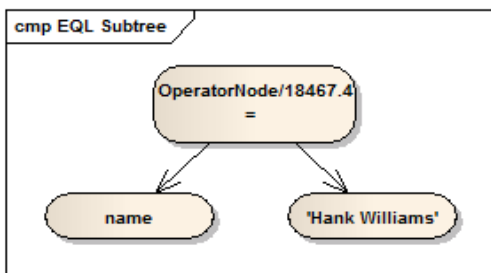 cmp EQL Subtree
OperatorNode/18467.4
=
name
'Hank Williams'